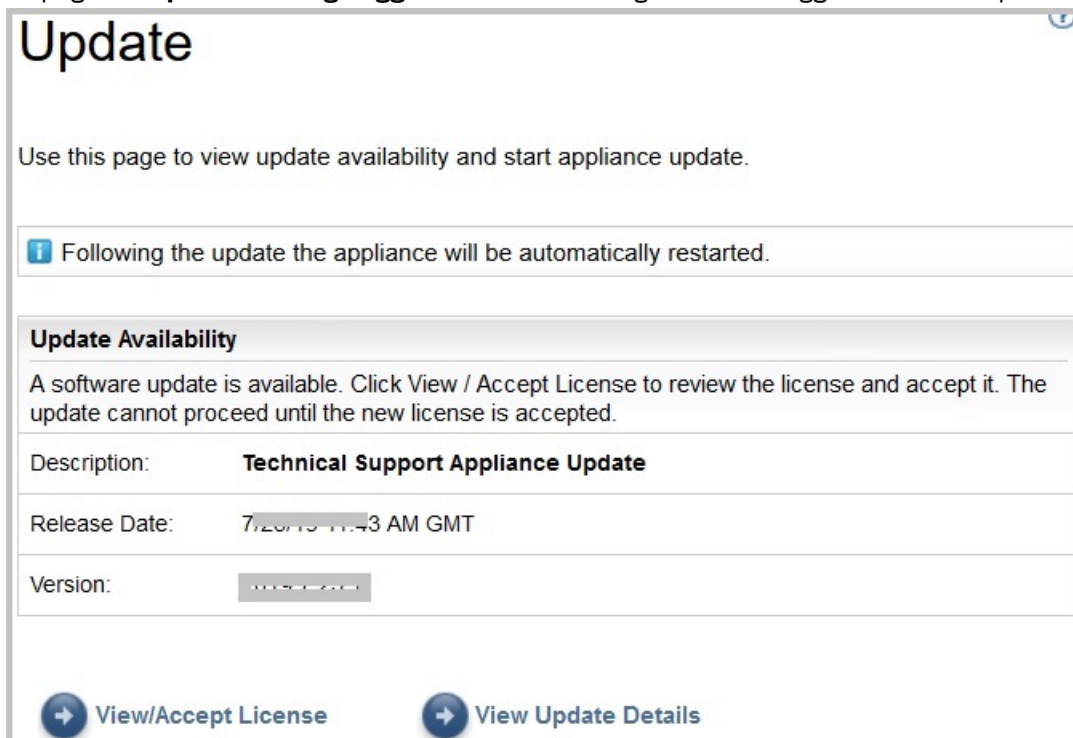 Update
Use this page to view update availability and start appliance update.
Following the update the appliance will be automatically restarted.
Update Availability
A software update is available. Click View / Accept License to review the license and accept it. The
update cannot proceed until the new license is accepted.
Description: Technical Support Appliance Update
Release Date: 3 AM GMT
Version:
View/Accept License View Update Details